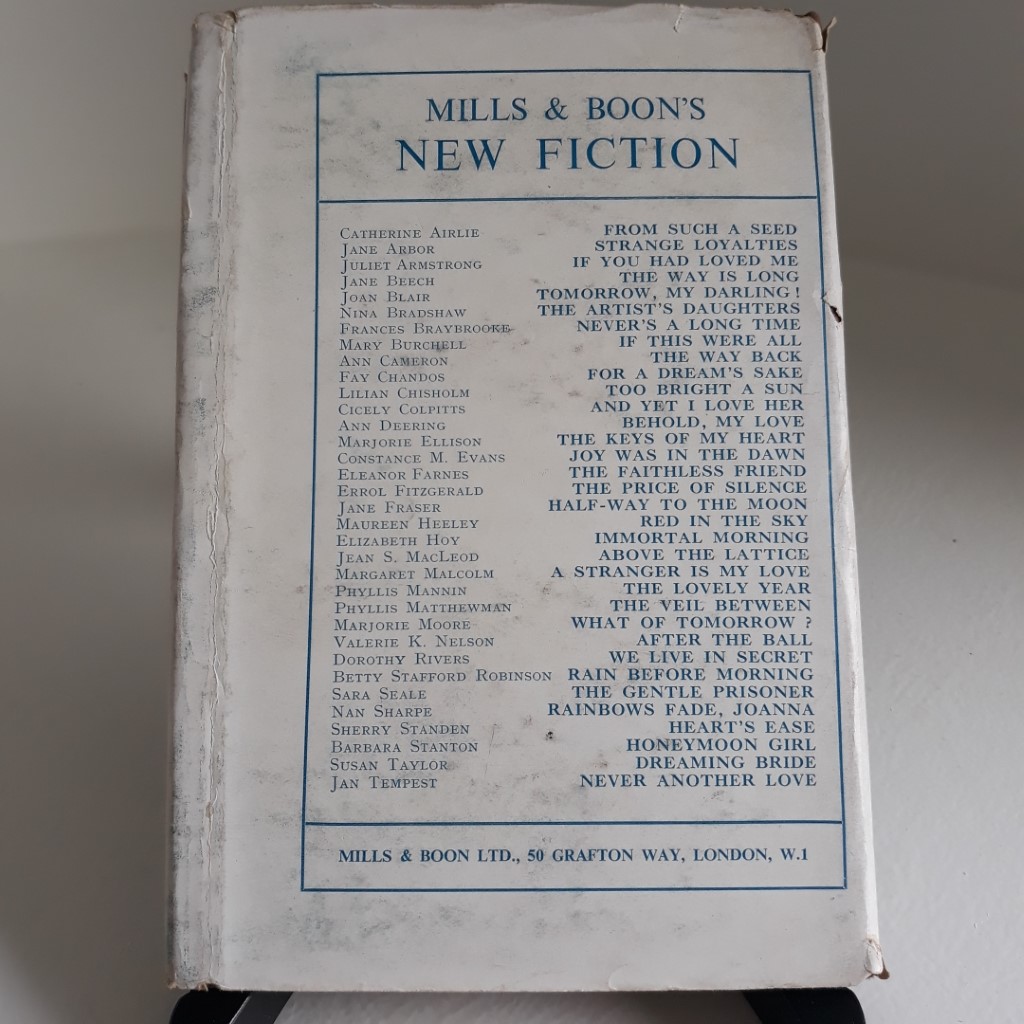 MILLS & BOON'S
NEW FICTION
CATHERINE AIRLIE FROM SUCH A SEED
JANE ARBOR STRANGE LOYALTIES
JULIET ARMSTRONG IF YOU HAD LOVED ME
JANE BEECH THE WAY IS LONG
JOAN BLAIR TOMORROW, MY DARLING!
NINA BRADSHAW THE ARTIST'S DAUGHTERS
FRANCES BRAYBROOKE NEVER'S A LONG TIME
MARY BURCHELL IF THIS WERE ALL
ANN CAMERON THE WAY BACK
FAY CHANDOS FOR A DREAM'S SAKE
LILIAN CHISHOLM TOO BRIGHT A SUN
CICELY COLPITTS AND YET I LOVE HER
ANN DEERING BEHOLD, MY LOVE
MARJORIE ELLISON THE KEYS OF MY HEART
CONSTANCE M. EVANS JOY WAS IN THE DAWN
ELEANOR FARNES THE FAITHLESS FRIEND
ERROL FITZGERALD THE PRICE OF SILENCE
JANE FRASER HALF-WAY TO THE MOON
MAUREEN HEELEY RED IN THE SKY
ELIZABETH HOY IMMORTAL MORNING
JEAN S. MACLEOD ABOVE THE LATTICE
MARGARET MALCOLM A STRANGER IS MY LOVE
PHYLLIS MANNIN THE LOVELY YEAR
PHYLLIS MATTHEWMAN THE VEIL BETWEEN
MARJORIE MOORE WHAT OF TOMORROW ?
VALERIE K. NELSON AFTER THE BALL
DOROTHY RIVERS WE LIVE IN SECRET
BETTY STAFFORD ROBINSON RAIN BEFORE MORNING
SARA SEALE THE GENTLE PRISONER
NAN SHARPE RAINBOWS FADE, JOANNA
SHERRY STANDEN HEART'S EASE
BARBARA STANTON HONEYMOON GIRL
SUSAN TAYLOR DREAMING BRIDE
JAN TEMPEST NEVER ANOTHER LOVE
MILLS & BOON LTD., 50 GRAFTON WAY, LONDON, W.1